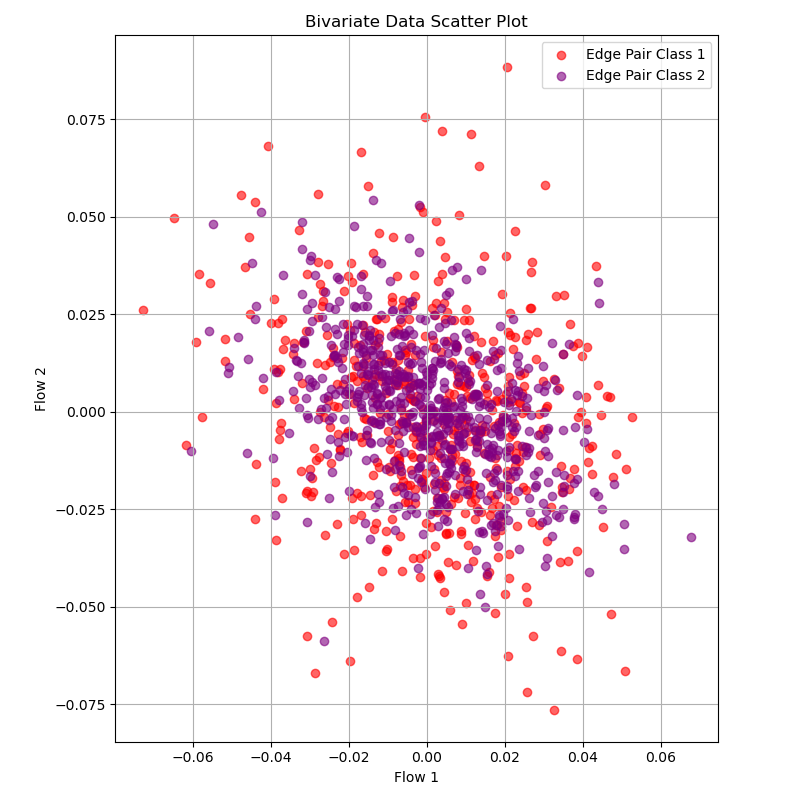 Bivariate Data Scatter Plot
Edge Pair Class 1
Edge Pair Class 2
0.075
0.050
0.025
0.000
−0.025
−0.050
−0.075
Flow 2
−0.06 −0.04 −0.02 0.00 0.02 0.04 0.06
Flow 1